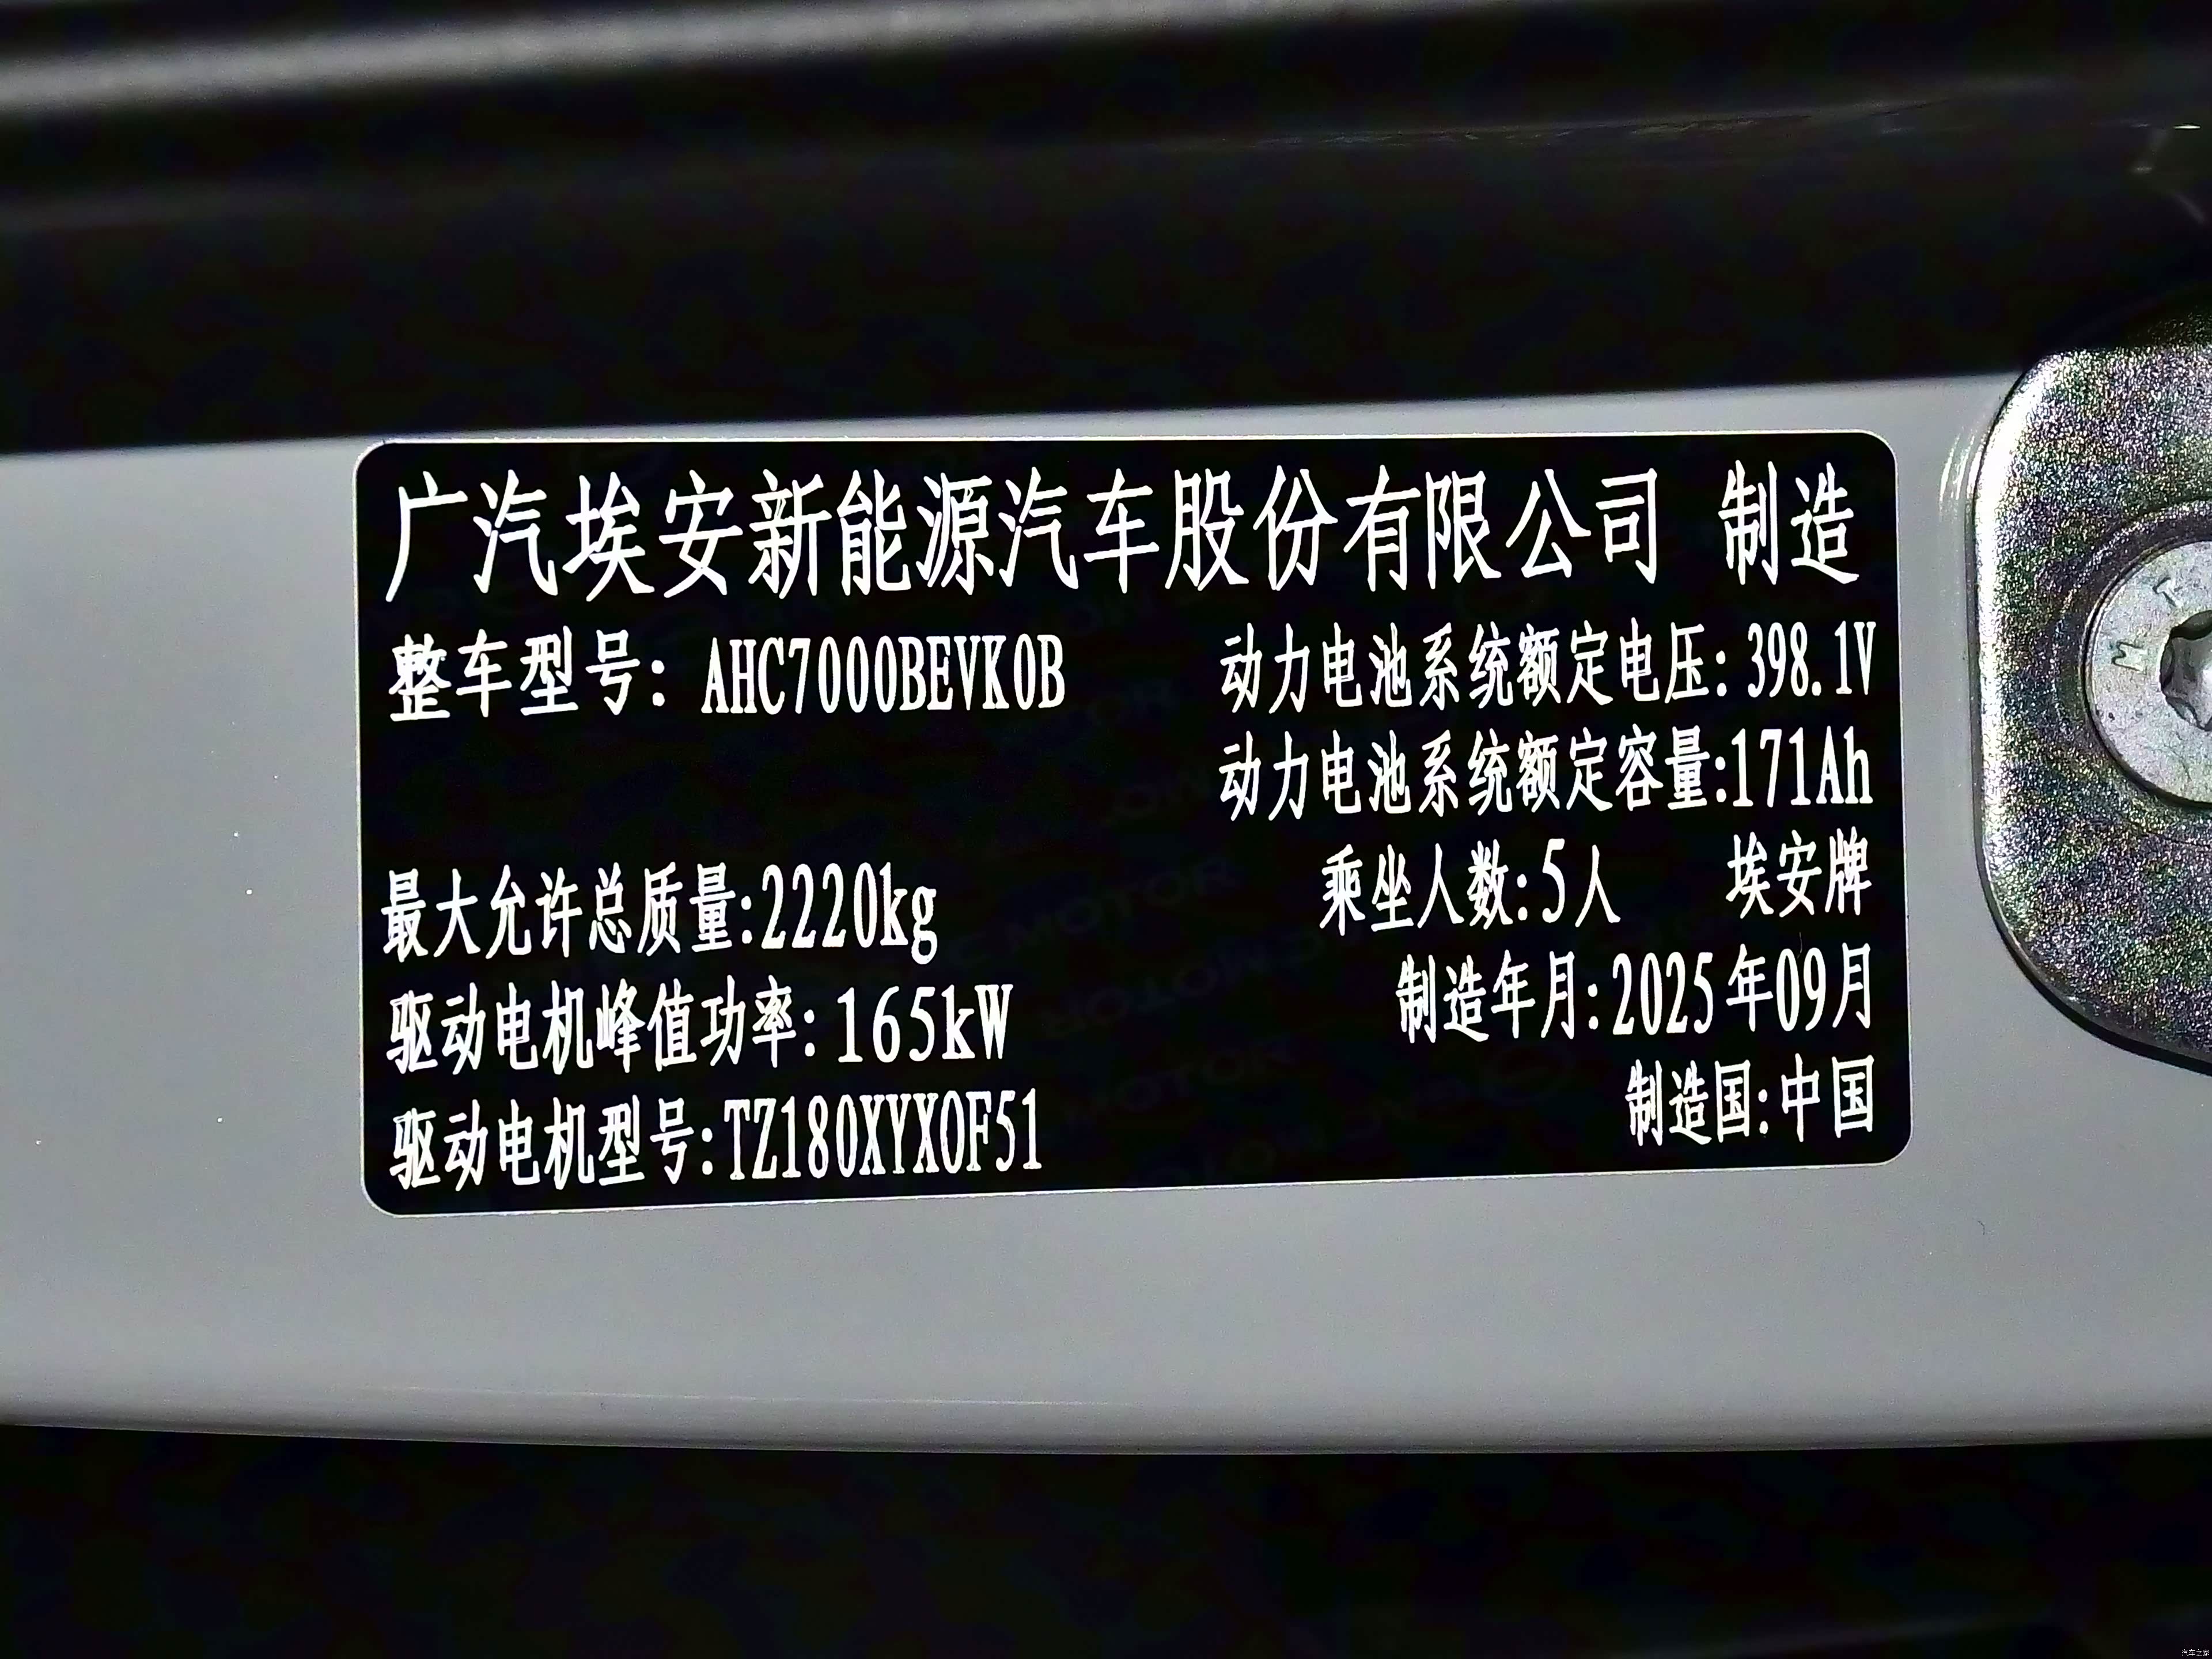 广汽埃安新能源汽车股份有限公司 制造
整车型号：AHC7000BEVK0B
动力电池系统额定电压：398.1V
动力电池系统额定容量:171Ah
乘坐人数:5人 埃安牌
最大允许总质量:2220kg
制造年月:2025年09月
驱动电机峰值功率:165kW
制造国:中国
驱动电机型号:TZ180XYX0F51
M T
汽车之家